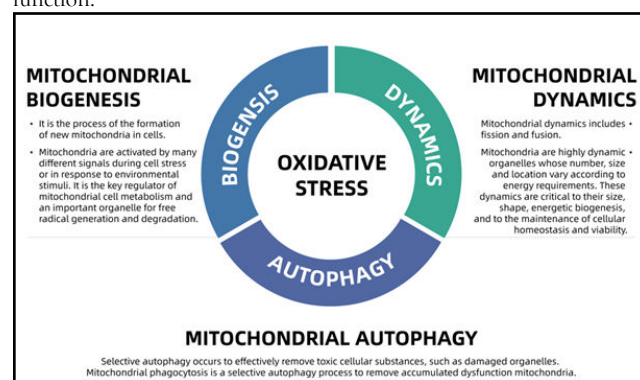 function.
MITOCHONDRIAL
BIOGENESIS
• It is the process of the formation
of new mitochondria in cells.
• Mitochondria are activated by many
different signals during cell stress
or in response to environmental
stimuli. It is the key regulator of
mitochondrial cell metabolism and
an important organelle for free
radical generation and degradation.
BIOGENSIS
DYNAMICS
OXIDATIVE
STRESS
AUTOPHAGY
MITOCHONDRIAL
DYNAMICS
Mitochondrial dynamics includes •
fission and fusion.
Mitochondria are highly dynamic •
organelles whose number, size
and location vary according to
energy requirements. These
dynamics are critical to their size,
shape, energetic biogenesis,
and to the maintenance of cellular
homeostasis and viability.
MITOCHONDRIAL AUTOPHAGY
Selective autophagy occurs to effectively remove toxic cellular substances, such as damaged organelles.
Mitochondrial phagocytosis is a selective autophagy process to remove accumulated dysfunction mitochondria.